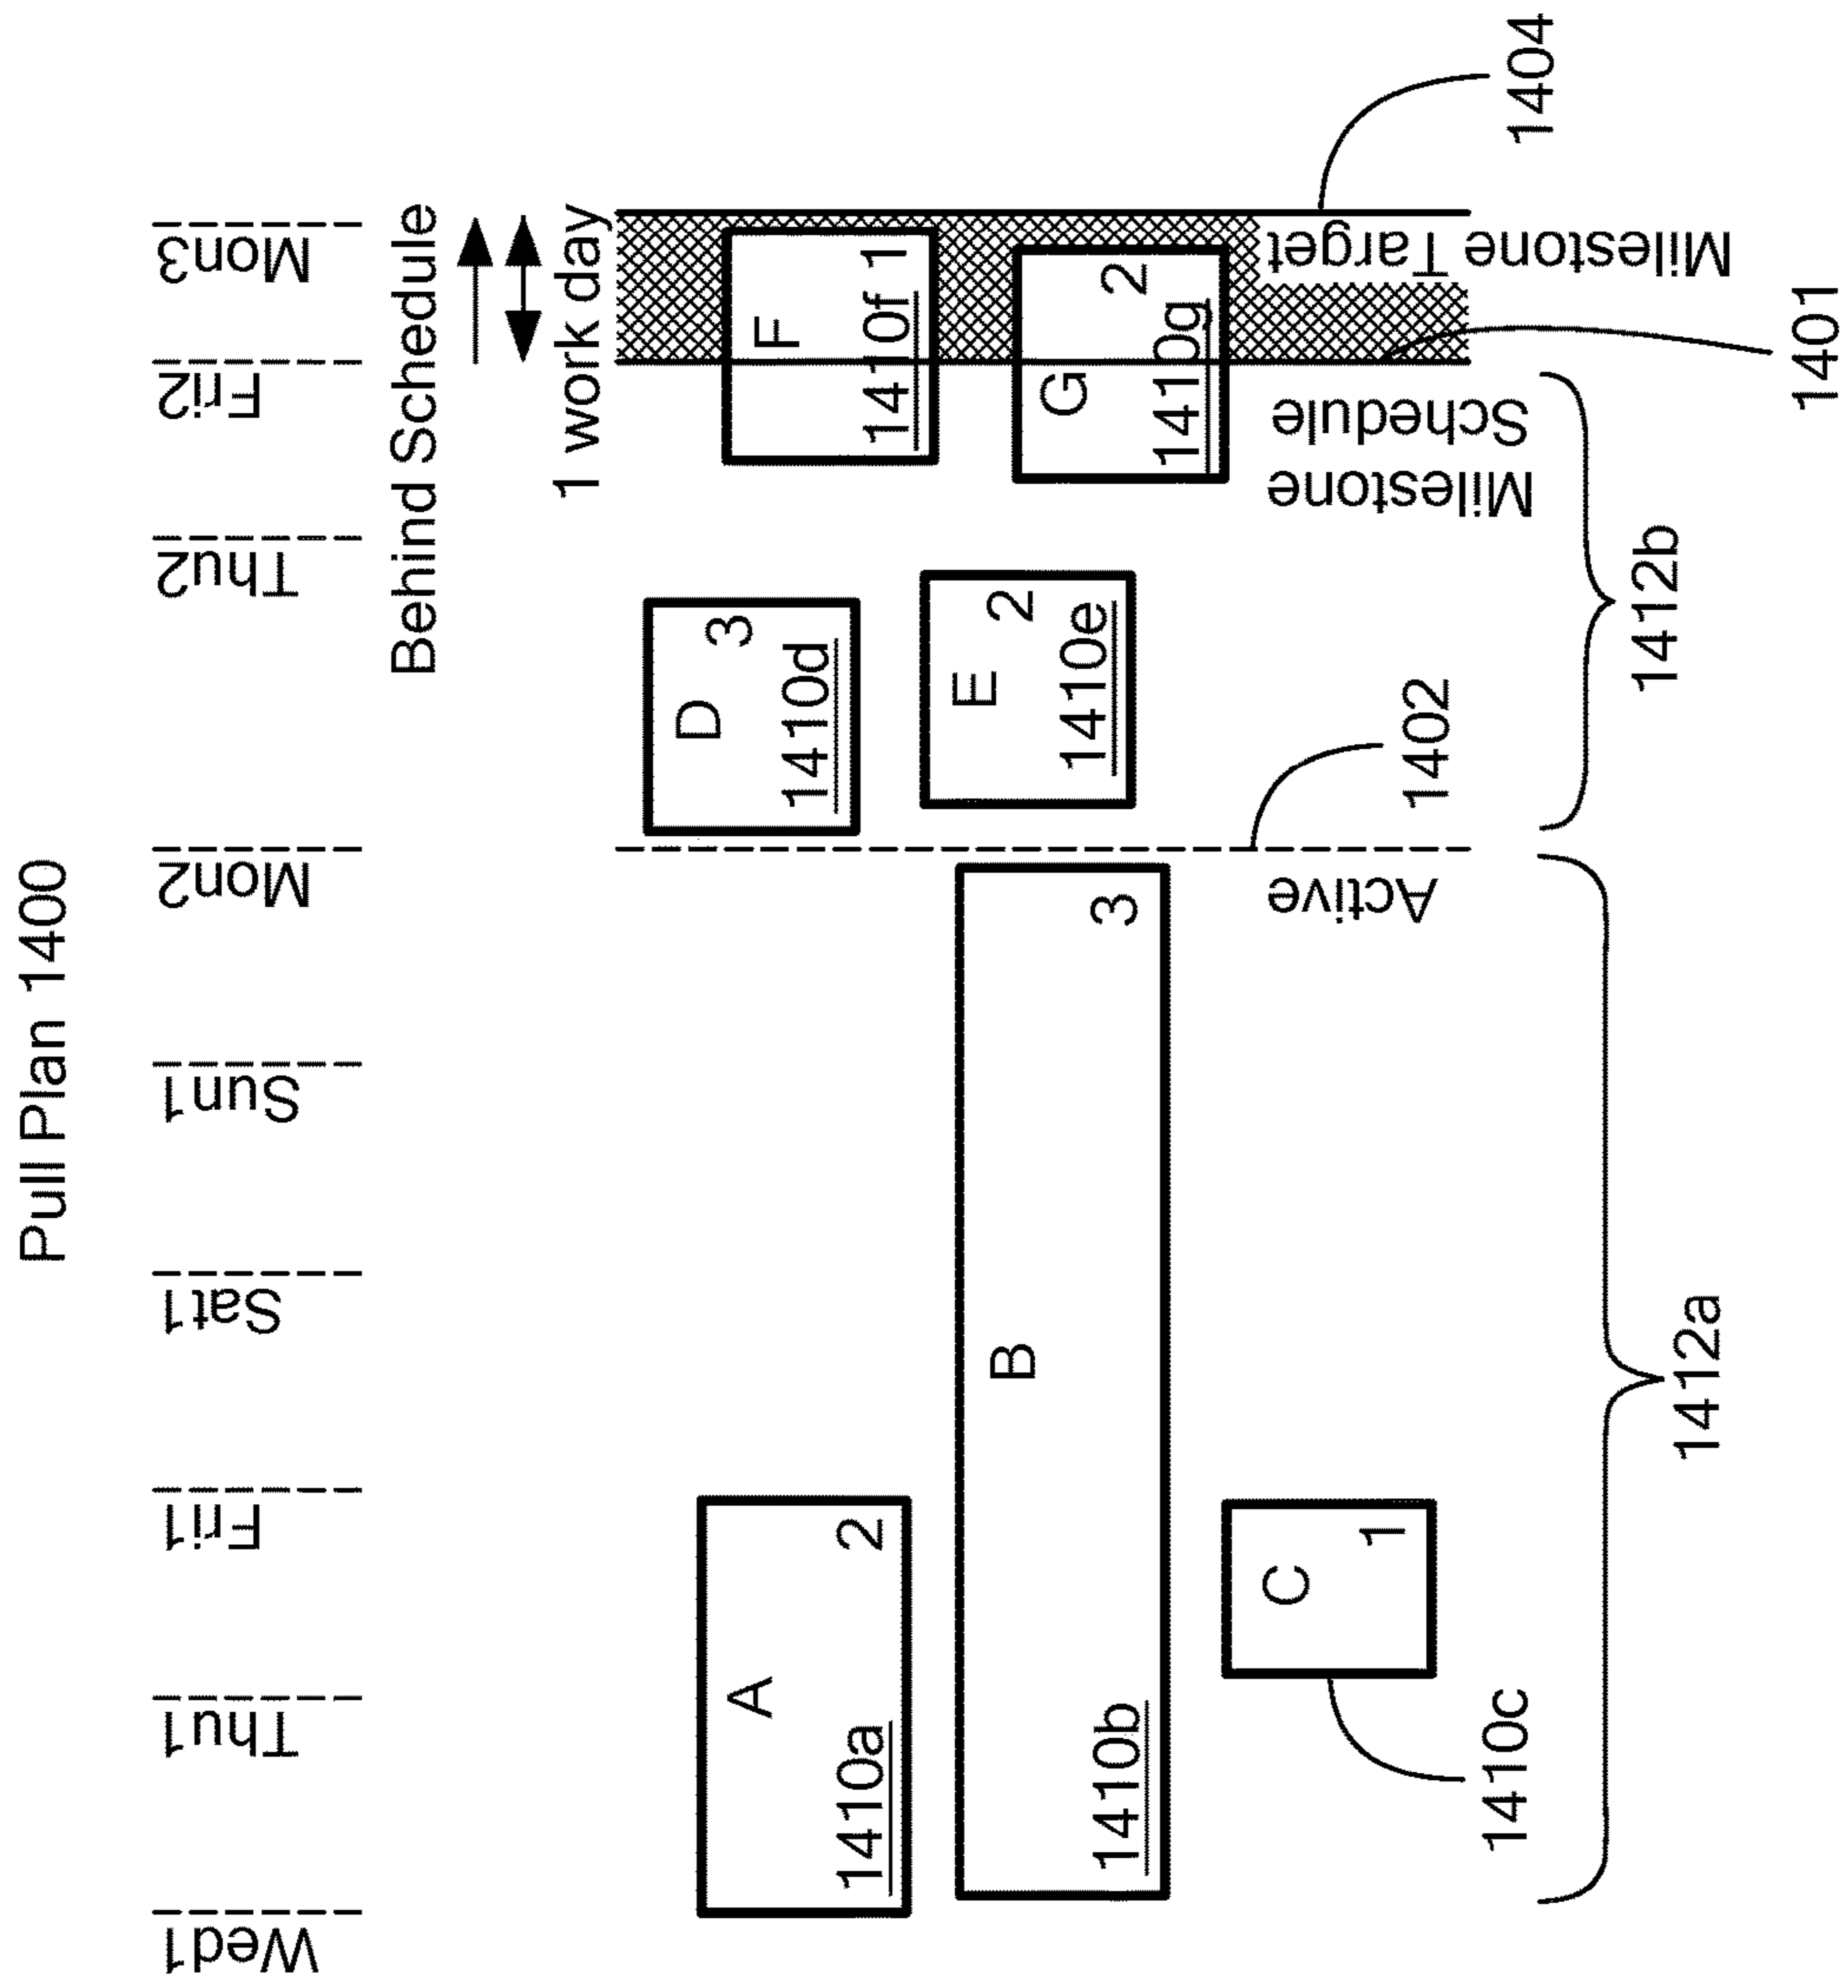 Pull Plan 1400
Wed1
Thu1
Fri1
Sat1
Sun1
Mon2
Thu2
Fri2
Mon3
Behind Schedule
1 work day
A
1410a
2
B
1410b
3
C
1
1410c
D
3
1410d
E
2
1410e
F
1410f
1
G
2
1410g
Active
1402
Milestone
Schedule
1401
Milestone Target
1404
1412a
1412b